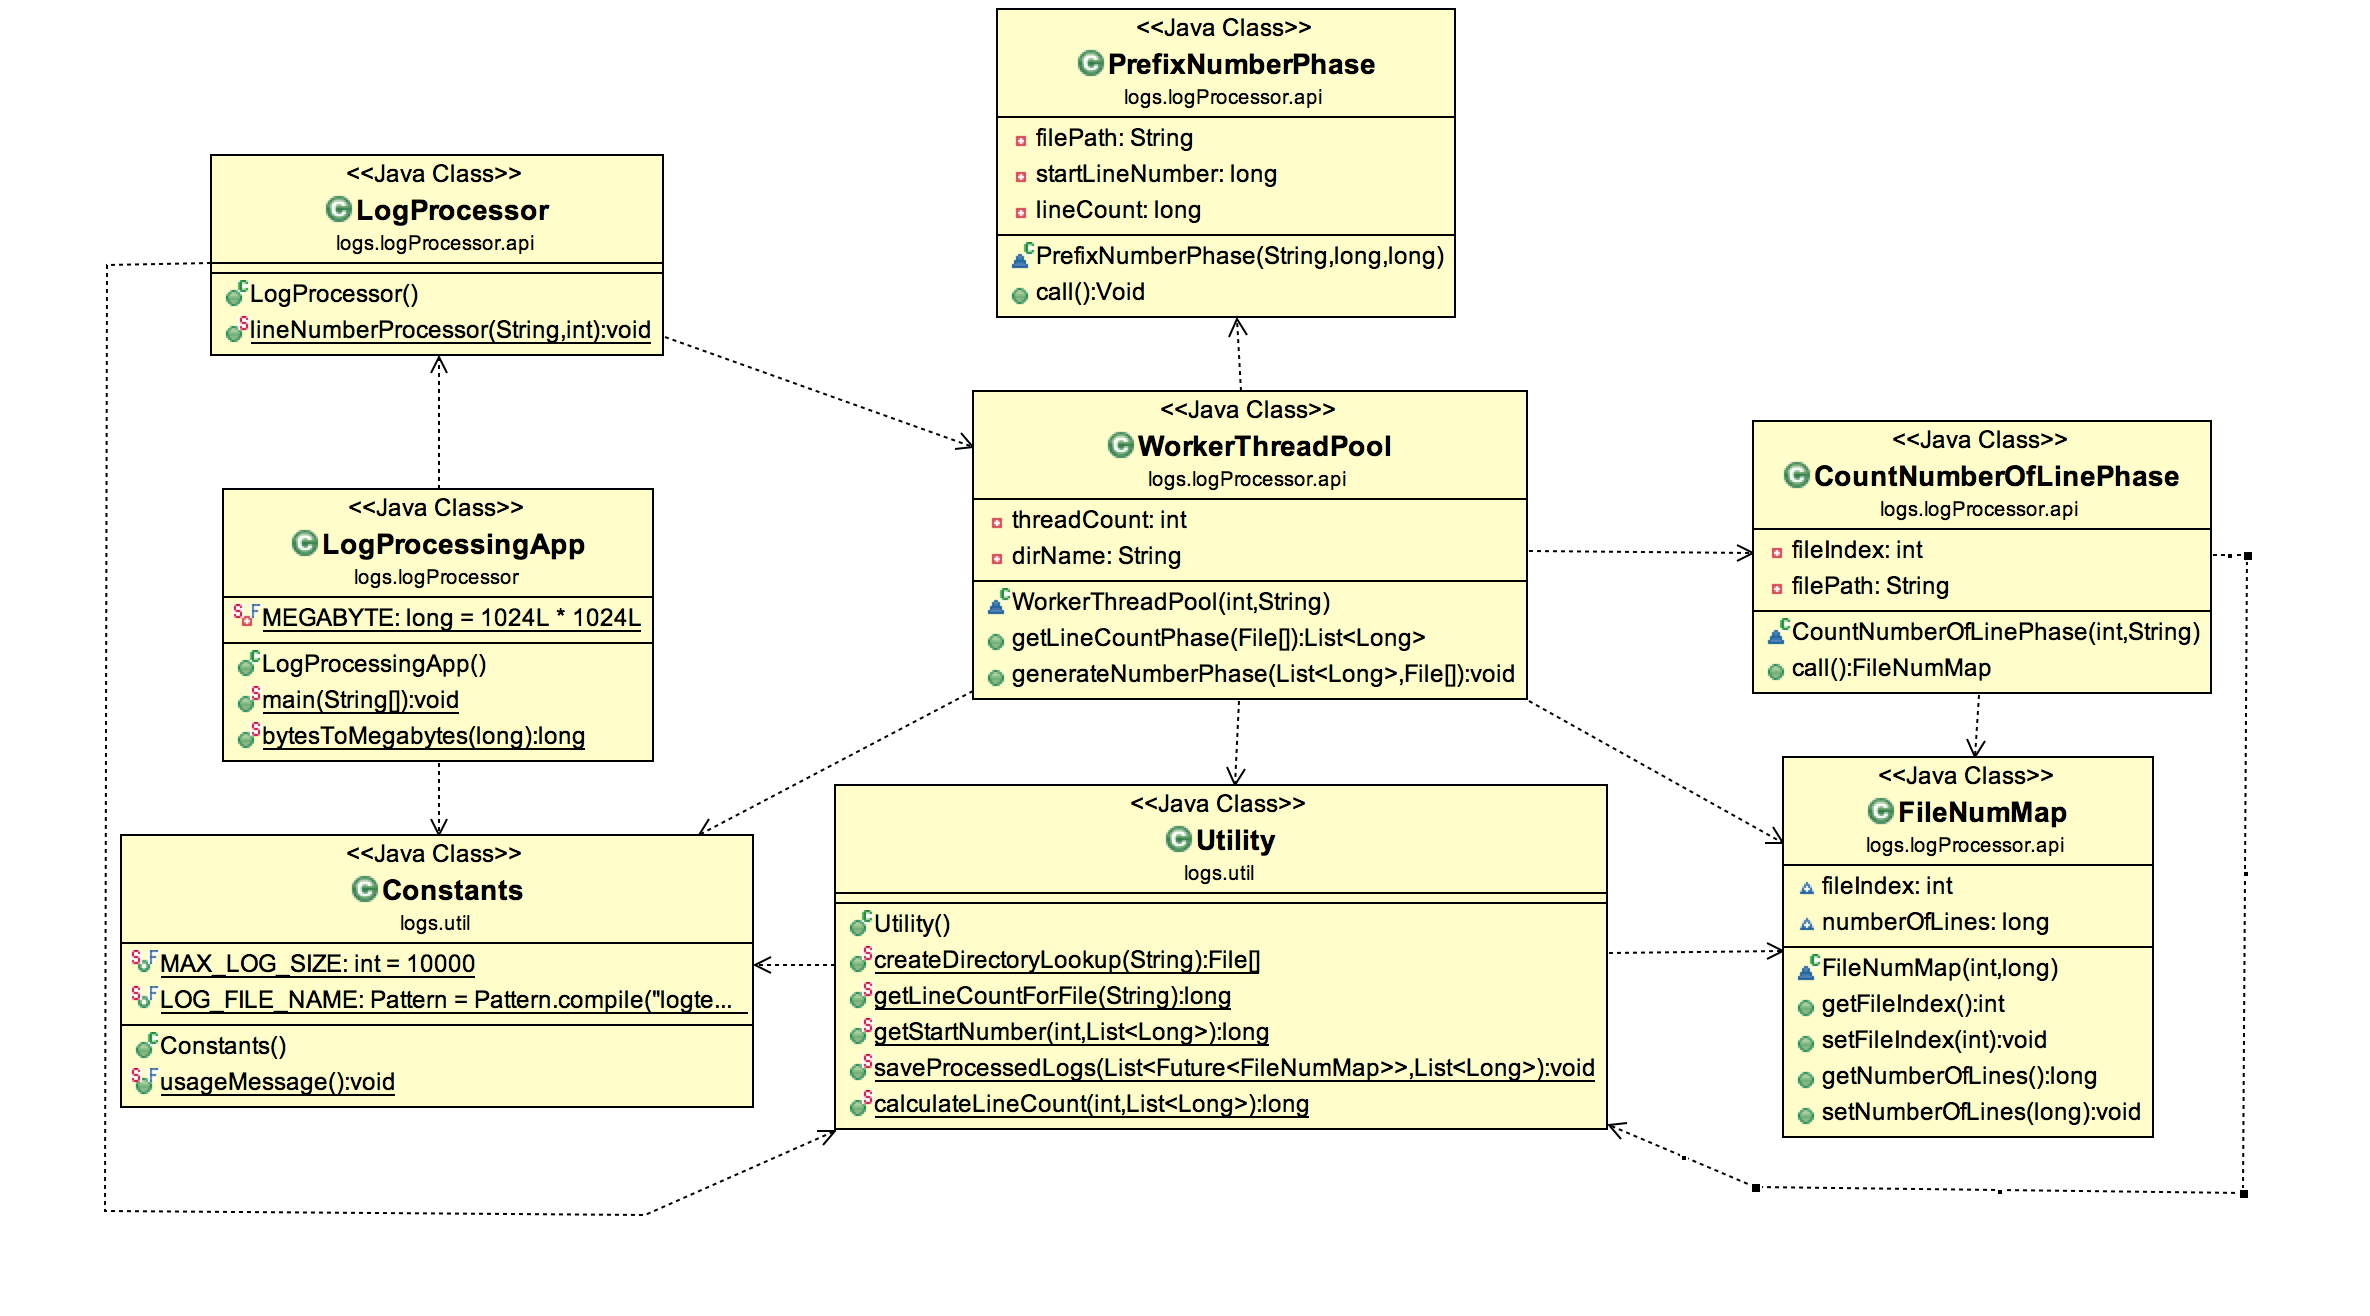 <<Java Class>>
PrefixNumberPhase
logs.logProcessor.api
filePath: String
startLineNumber: long
lineCount: long
PrefixNumberPhase(String,long,long)
call():Void
<<Java Class>>
LogProcessor
logs.logProcessor.api
LogProcessor()
lineNumberProcessor(String,int):void
<<Java Class>>
WorkerThreadPool
logs.logProcessor.api
threadCount: int
dirName: String
WorkerThreadPool(int,String)
getLineCountPhase(File[]):List<Long>
generateNumberPhase(List<Long>,File[]):void
<<Java Class>>
CountNumberOfLinePhase
logs.logProcessor.api
fileIndex: int
filePath: String
CountNumberOfLinePhase(int,String)
call():FileNumMap
<<Java Class>>
LogProcessingApp
logs.logProcessor
MEGABYTE: long = 1024L * 1024L
LogProcessingApp()
main(String[]):void
bytesToMegabytes(long):long
<<Java Class>>
Constants
logs.util
MAX_LOG_SIZE: int = 10000
LOG_FILE_NAME: Pattern = Pattern.compile("logte...
Constants()
usageMessage():void
<<Java Class>>
Utility
logs.util
Utility()
createDirectoryLookup(String):File[]
getLineCountForFile(String):long
getStartNumber(int,List<Long>):long
saveProcessedLogs(List<Future<FileNumMap>>,List<Long>):void
calculateLineCount(int,List<Long>):long
<<Java Class>>
FileNumMap
logs.logProcessor.api
fileIndex: int
numberOfLines: long
FileNumMap(int,long)
getFileIndex():int
setFileIndex(int):void
getNumberOfLines():long
setNumberOfLines(long):void